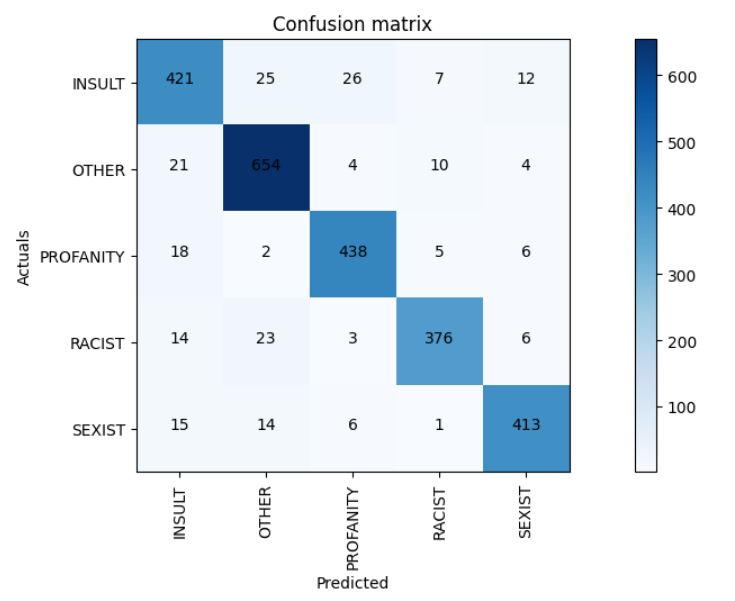 Confusion matrix
INSULT 421 25 26 7 12
OTHER 21 654 4 10 4
PROFANITY 18 2 438 5 6
RACIST 14 23 3 376 6
SEXIST 15 14 6 1 413
Actuals
INSULT OTHER PROFANITY RACIST SEXIST
Predicted
600
500
400
300
200
100